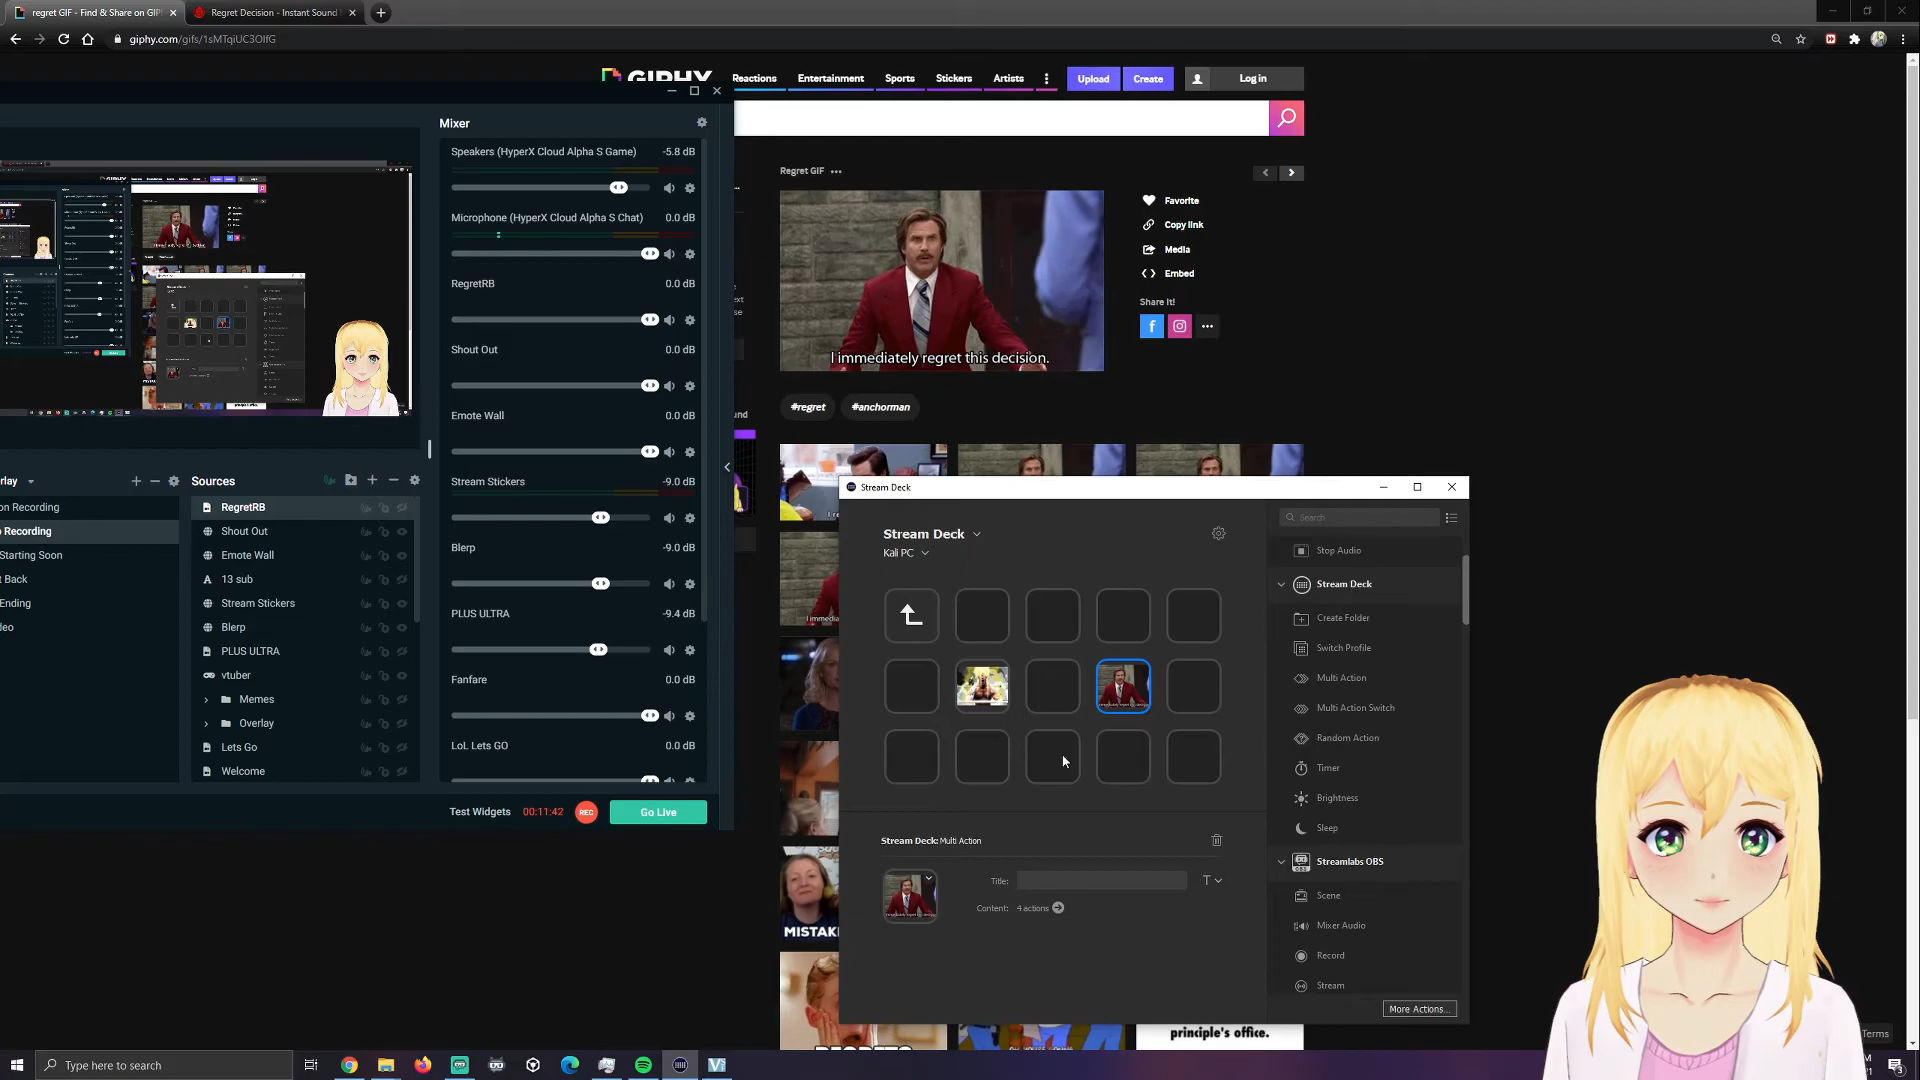 regret GIF - Find & Share on GIP
Regret Decision - Instant Sound
giphy.com/gifs/1sMTqiUC3OIfG
GIPHY
Reactions
Entertainment
Sports
Stickers
Artists
Upload
Create
Log in
Mixer
Speakers (HyperX Cloud Alpha S Game)
-5.8 dB
Microphone (HyperX Cloud Alpha S Chat)
0.0 dB
RegretRB
0.0 dB
Shout Out
0.0 dB
Emote Wall
0.0 dB
Stream Stickers
-9.0 dB
Blerp
-9.0 dB
PLUS ULTRA
-9.4 dB
Fanfare
0.0 dB
LoL Lets GO
0.0 dB
rlay
on Recording
Recording
Starting Soon
t Back
Ending
deo
Sources
RegretRB
Shout Out
Emote Wall
13 sub
Stream Stickers
Blerp
PLUS ULTRA
vtuber
Memes
Overlay
Lets Go
Welcome
Test Widgets
00:11:42
REC
Go Live
Regret GIF
I immediately regret this decision.
Favorite
Copy link
Media
Embed
Share It!
#regret
#anchorman
Stream Deck
Stream Deck
Kali PC
Search
Stop Audio
Stream Deck
Create Folder
Switch Profile
Multi Action
Multi Action Switch
Random Action
Timer
Brightness
Sleep
Streamlabs OBS
Scene
Mixer Audio
Record
Stream
More Actions...
Stream Deck: Multi Action
Title:
Content: 4 actions
MISTAK
principle's office.
Terms
Type here to search